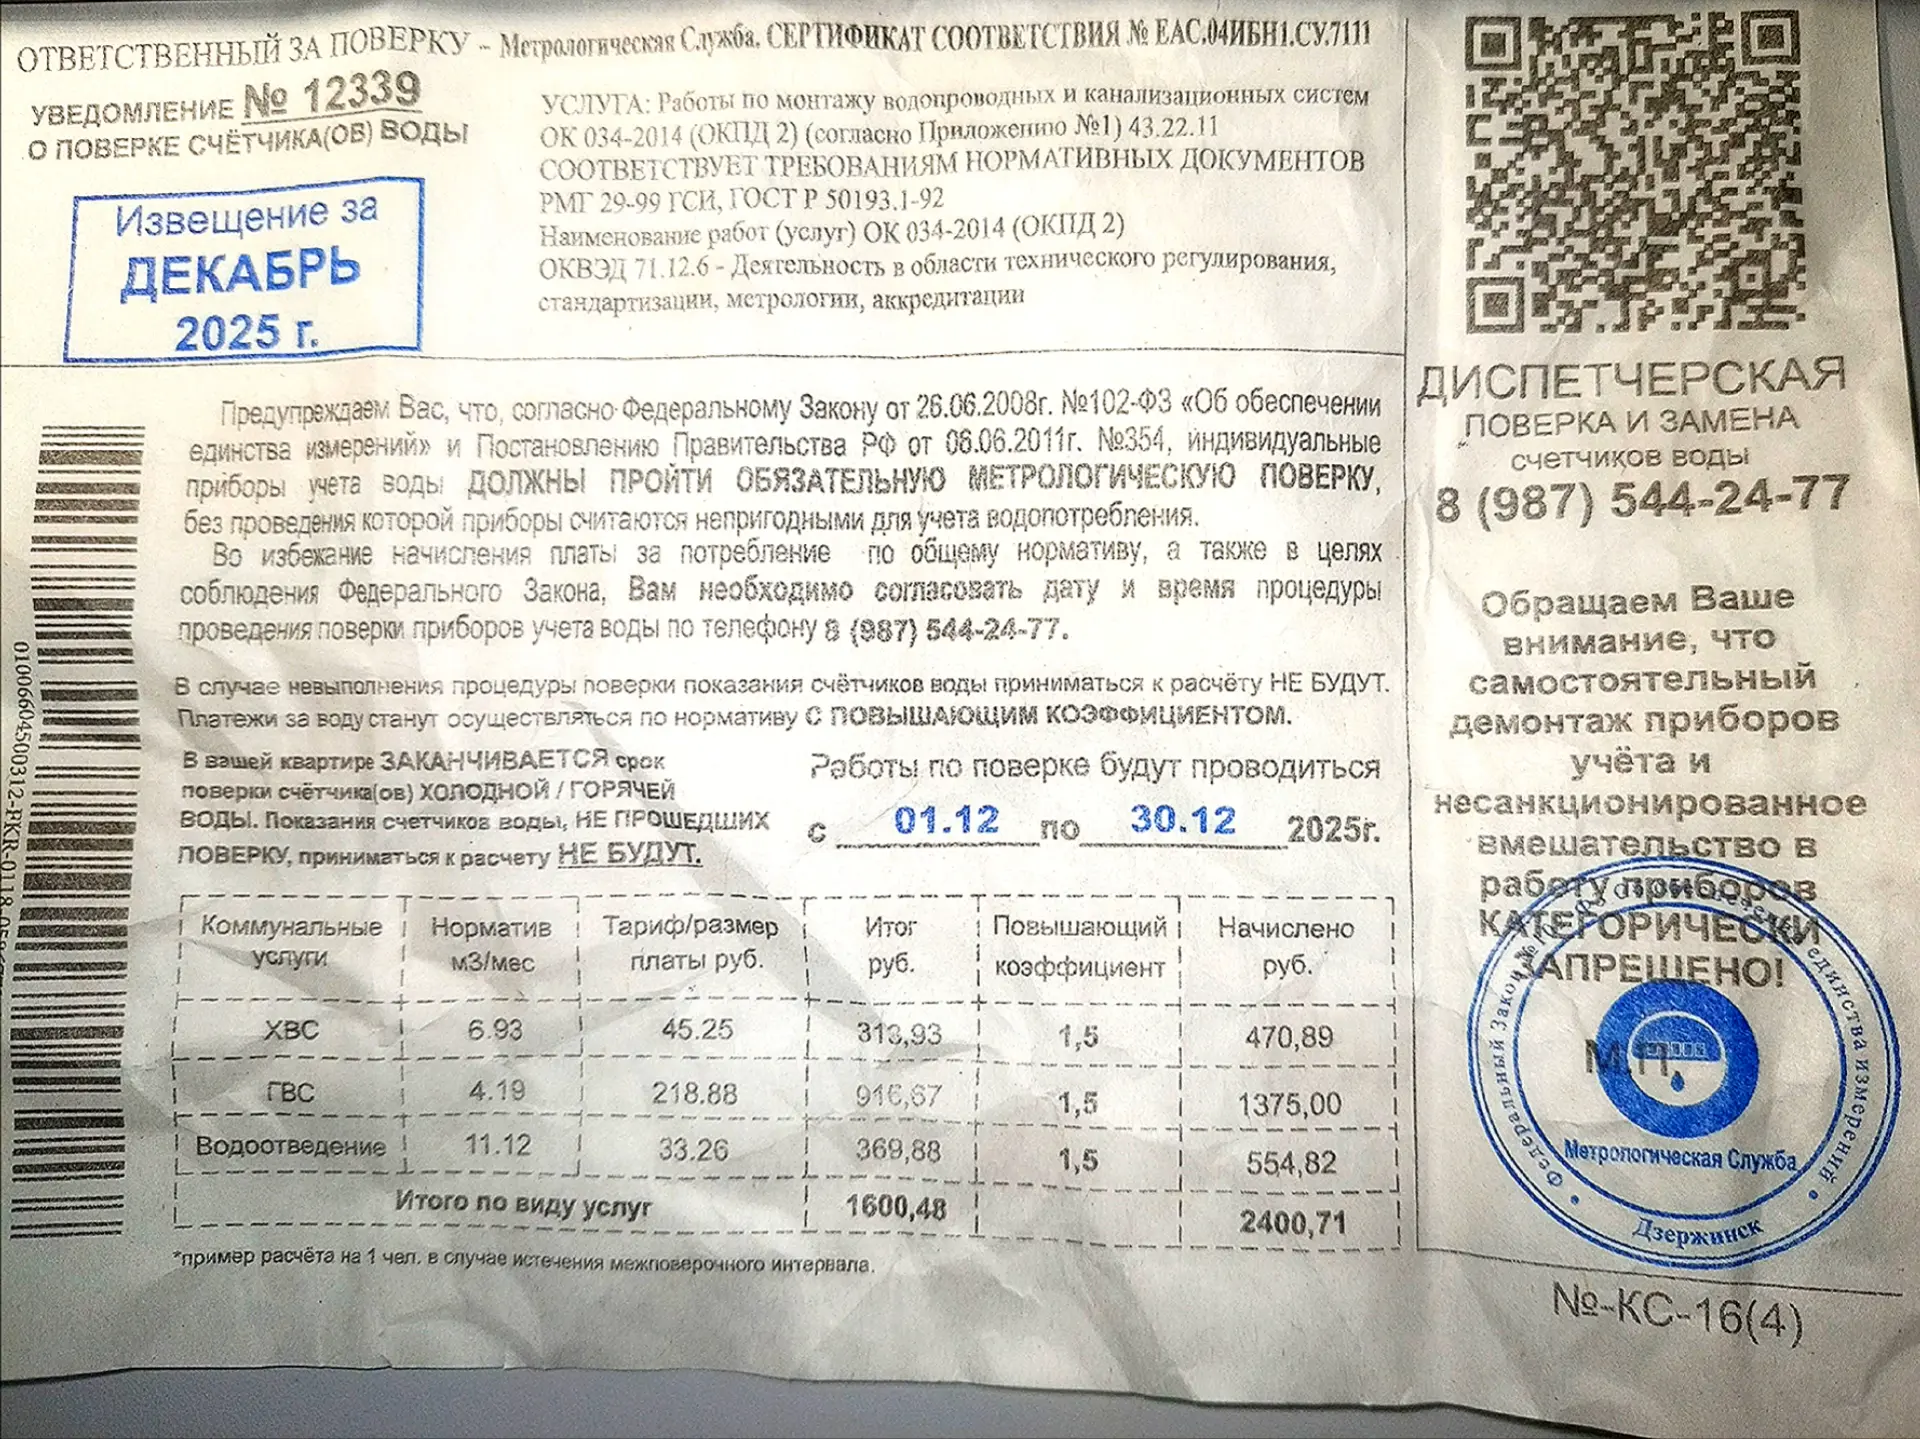 ОТВЕТСТВЕННЫЙ ЗА ПОВЕРКУ – Метрологическая Служба. СЕРТИФИКАТ СООТВЕТСТВИЯ № ЕАС.04ИБН1.СУ.7111
УВЕДОМЛЕНИЕ № 12339
О ПОВЕРКЕ СЧЁТЧИКА(ОВ) ВОДЫ
Извещение за
ДЕКАБРЬ
2025 г.
УСЛУГА: Работы по монтажу водопроводных и канализационных систем
ОК 034-2014 (ОКПД 2) (согласно Приложению №1) 43.22.11
СООТВЕТСТВУЕТ ТРЕБОВАНИЯМ НОРМАТИВНЫХ ДОКУМЕНТОВ
РМГ 29-99 ГСИ, ГОСТ Р 50193.1-92
Наименование работ (услуг) ОК 034-2014 (ОКПД 2)
ОКВЭД 71.12.6 - Деятельность в области технического регулирования,
стандартизации, метрологии, аккредитации
Предупреждаем Вас, что, согласно Федеральному Закону от 26.06.2008г. №102-ФЗ «Об обеспечении
единства измерений» и Постановлению Правительства РФ от 06.06.2011г. №354, индивидуальные
приборы учета воды ДОЛЖНЫ ПРОЙТИ ОБЯЗАТЕЛЬНУЮ МЕТРОЛОГИЧЕСКУЮ ПОВЕРКУ,
без проведения которой приборы считаются непригодными для учета водопотребления.
Во избежание начисления платы за потребление по общему нормативу, а также в целях
соблюдения Федерального Закона, Вам необходимо согласовать дату и время процедуры
проведения поверки приборов учета воды по телефону 8 (987) 544-24-77.
В случае невыполнения процедуры поверки показания счётчиков воды приниматься к расчёту НЕ БУДУТ.
Платежи за воду станут осуществляться по нормативу С ПОВЫШАЮЩИМ КОЭФФИЦИЕНТОМ.
В вашей квартире ЗАКАНЧИВАЕТСЯ срок
поверки счётчика(ов) ХОЛОДНОЙ / ГОРЯЧЕЙ
ВОДЫ. Показания счетчиков воды, НЕ ПРОШЕДШИХ
ПОВЕРКУ, приниматься к расчету НЕ БУДУТ.
Работы по поверке будут проводиться
с 01.12 по 30.12 2025г.
Коммунальные услуги Норматив м3/мес Тариф/размер платы руб. Итог руб. Повышающий коэффициент Начислено руб.
ХВС 6.93 45.25 313,93 1,5 470,89
ГВС 4.19 218.88 916,67 1,5 1375,00
Водоотведение 11.12 33.26 369,88 1,5 554,82
Итого по виду услуг 1600,48 2400,71
*пример расчёта на 1 чел. в случае истечения межповерочного интервала.
ДИСПЕТЧЕРСКАЯ
ПОВЕРКА И ЗАМЕНА
счетчиков воды
8 (987) 544-24-77
Обращаем Ваше
внимание, что
самостоятельный
демонтаж приборов
учёта и
несанкционированное
вмешательство в
работу приборов
КАТЕГОРИЧЕСКИ
ЗАПРЕЩЕНО!
М.П.
Федеральный Закон № единства измерений
Метрологическая Служба
Дзержинск
№-КС-16(4)